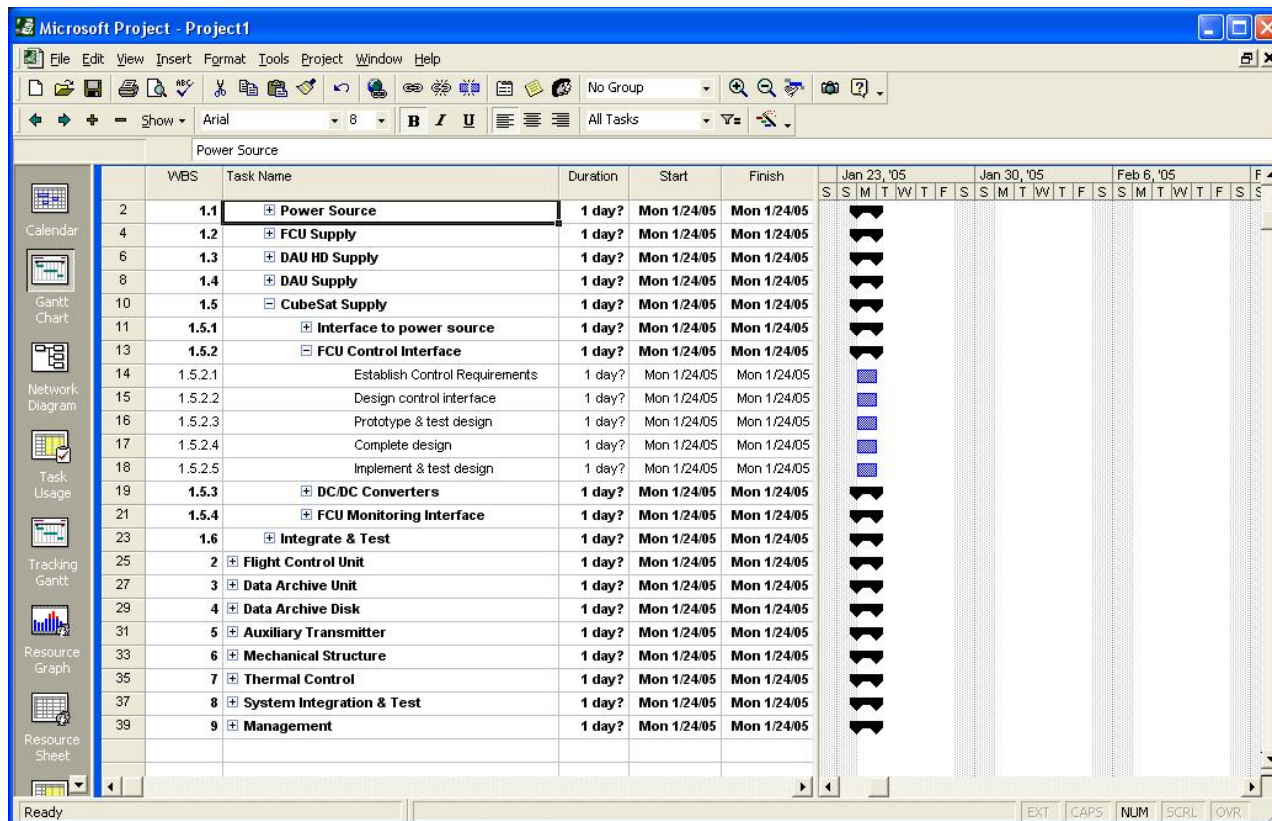 Microsoft Project - Project1
File Edit View Insert Format Tools Project Window Help
No Group
Show Arial 8 B I U All Tasks
Power Source
WBS Task Name Duration Start Finish Jan 23, '05 Jan 30, '05 Feb 6, '05 F
S S M T W T F S S M T W T F S S M T W T F S S
2 1.1 Power Source 1 day? Mon 1/24/05 Mon 1/24/05
4 1.2 FCU Supply 1 day? Mon 1/24/05 Mon 1/24/05
6 1.3 DAU HD Supply 1 day? Mon 1/24/05 Mon 1/24/05
8 1.4 DAU Supply 1 day? Mon 1/24/05 Mon 1/24/05
10 1.5 CubeSat Supply 1 day? Mon 1/24/05 Mon 1/24/05
11 1.5.1 Interface to power source 1 day? Mon 1/24/05 Mon 1/24/05
13 1.5.2 FCU Control Interface 1 day? Mon 1/24/05 Mon 1/24/05
14 1.5.2.1 Establish Control Requirements 1 day? Mon 1/24/05 Mon 1/24/05
15 1.5.2.2 Design control interface 1 day? Mon 1/24/05 Mon 1/24/05
16 1.5.2.3 Prototype & test design 1 day? Mon 1/24/05 Mon 1/24/05
17 1.5.2.4 Complete design 1 day? Mon 1/24/05 Mon 1/24/05
18 1.5.2.5 Implement & test design 1 day? Mon 1/24/05 Mon 1/24/05
19 1.5.3 DC/DC Converters 1 day? Mon 1/24/05 Mon 1/24/05
21 1.5.4 FCU Monitoring Interface 1 day? Mon 1/24/05 Mon 1/24/05
23 1.6 Integrate & Test 1 day? Mon 1/24/05 Mon 1/24/05
25 2 Flight Control Unit 1 day? Mon 1/24/05 Mon 1/24/05
27 3 Data Archive Unit 1 day? Mon 1/24/05 Mon 1/24/05
29 4 Data Archive Disk 1 day? Mon 1/24/05 Mon 1/24/05
31 5 Auxiliary Transmitter 1 day? Mon 1/24/05 Mon 1/24/05
33 6 Mechanical Structure 1 day? Mon 1/24/05 Mon 1/24/05
35 7 Thermal Control 1 day? Mon 1/24/05 Mon 1/24/05
37 8 System Integration & Test 1 day? Mon 1/24/05 Mon 1/24/05
39 9 Management 1 day? Mon 1/24/05 Mon 1/24/05
Calendar
Gantt
Chart
Network
Diagram
Task
Usage
Tracking
Gantt
Resource
Graph
Resource
Sheet
Ready EXT CAPS NUM SCRL OVR